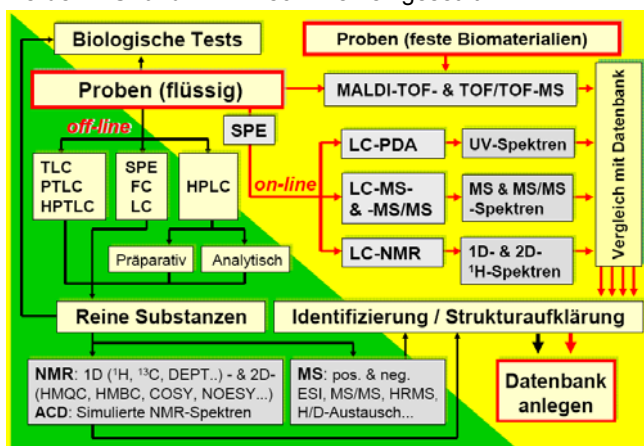 Biologische Tests
Proben (feste Biomaterialien)
Proben (flüssig)
MALDI-TOF- & TOF/TOF-MS
off-line
SPE
TLC
PTLC
HPTLC
SPE
FC
LC
HPLC
on-line
LC-PDA
UV-Spektren
LC-MS-
& -MS/MS
MS & MS/MS
-Spektren
LC-NMR
1D- & 2D-
¹H-Spektren
Vergleich mit Datenbank
Präparativ
Analytisch
Reine Substanzen
Identifizierung / Strukturaufklärung
NMR: 1D (¹H, ¹³C, DEPT..) - & 2D-
(HMQC, HMBC, COSY, NOESY...)
ACD: Simulierte NMR-Spektren
MS: pos. & neg.
ESI, MS/MS, HRMS,
H/D-Austausch...
Datenbank
anlegen